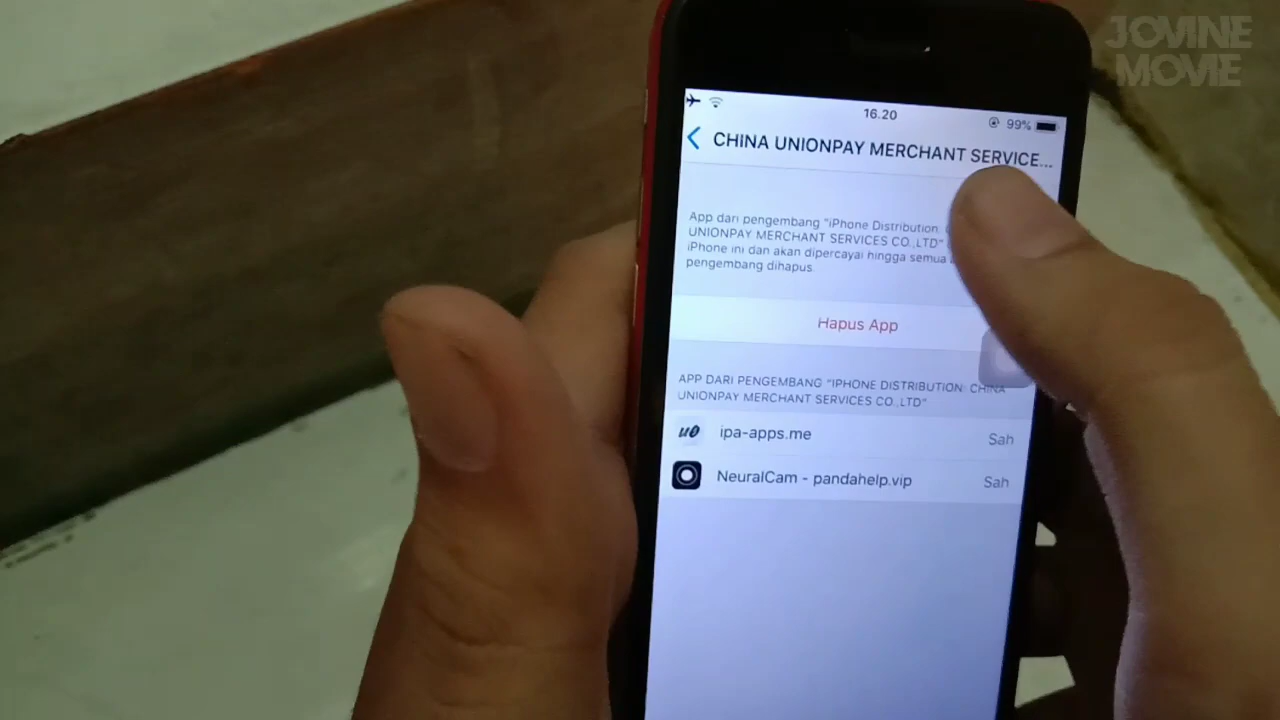 JOVINE
MOVIE
16.20
99%
CHINA UNIONPAY MERCHANT SERVICE...
App dari pengembang "iPhone Distribution:
UNIONPAY MERCHANT SERVICES CO.,LTD"
iPhone ini dan akan dipercayai hingga semua
pengembang dihapus.
Hapus App
APP DARI PENGEMBANG "IPHONE DISTRIBUTION: CHINA
UNIONPAY MERCHANT SERVICES CO.,LTD"
ipa-apps.me
Sah
NeuralCam - pandahelp.vip
Sah